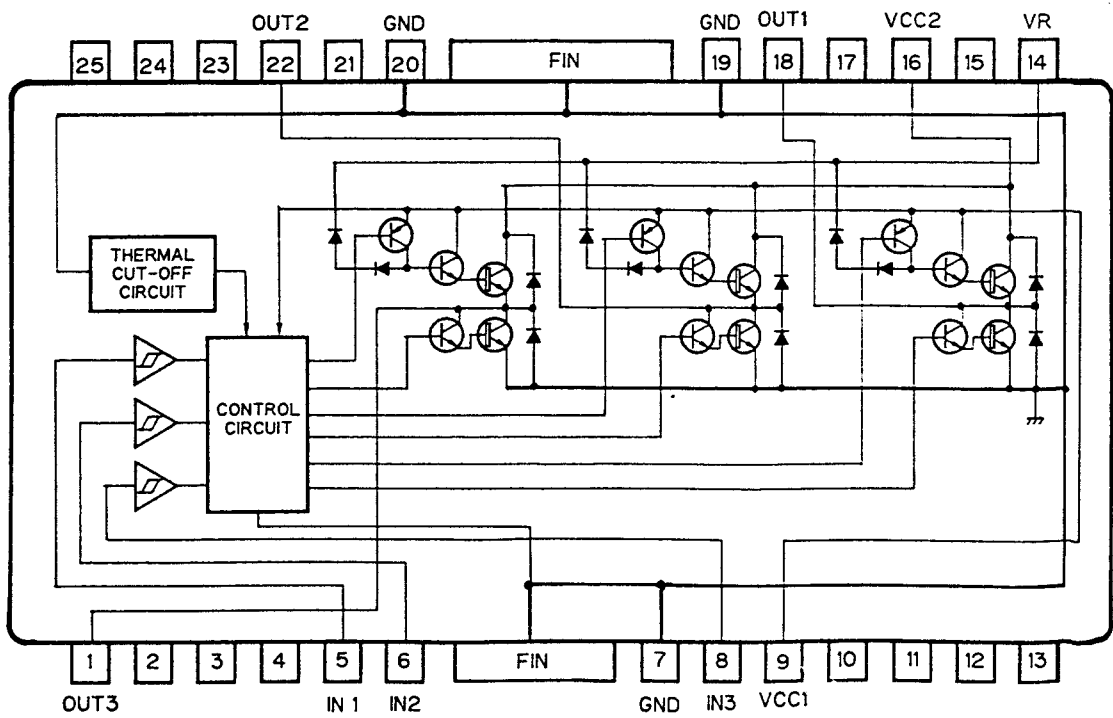 OUT2 GND GND OUT1 VCC2 VR
25 24 23 22 21 20 FIN 19 18 17 16 15 14
THERMAL
CUT-OFF
CIRCUIT
CONTROL
CIRCUIT
1 2 3 4 5 6 FIN 7 8 9 10 11 12 13
OUT3 IN 1 IN2 GND IN3 VCC1